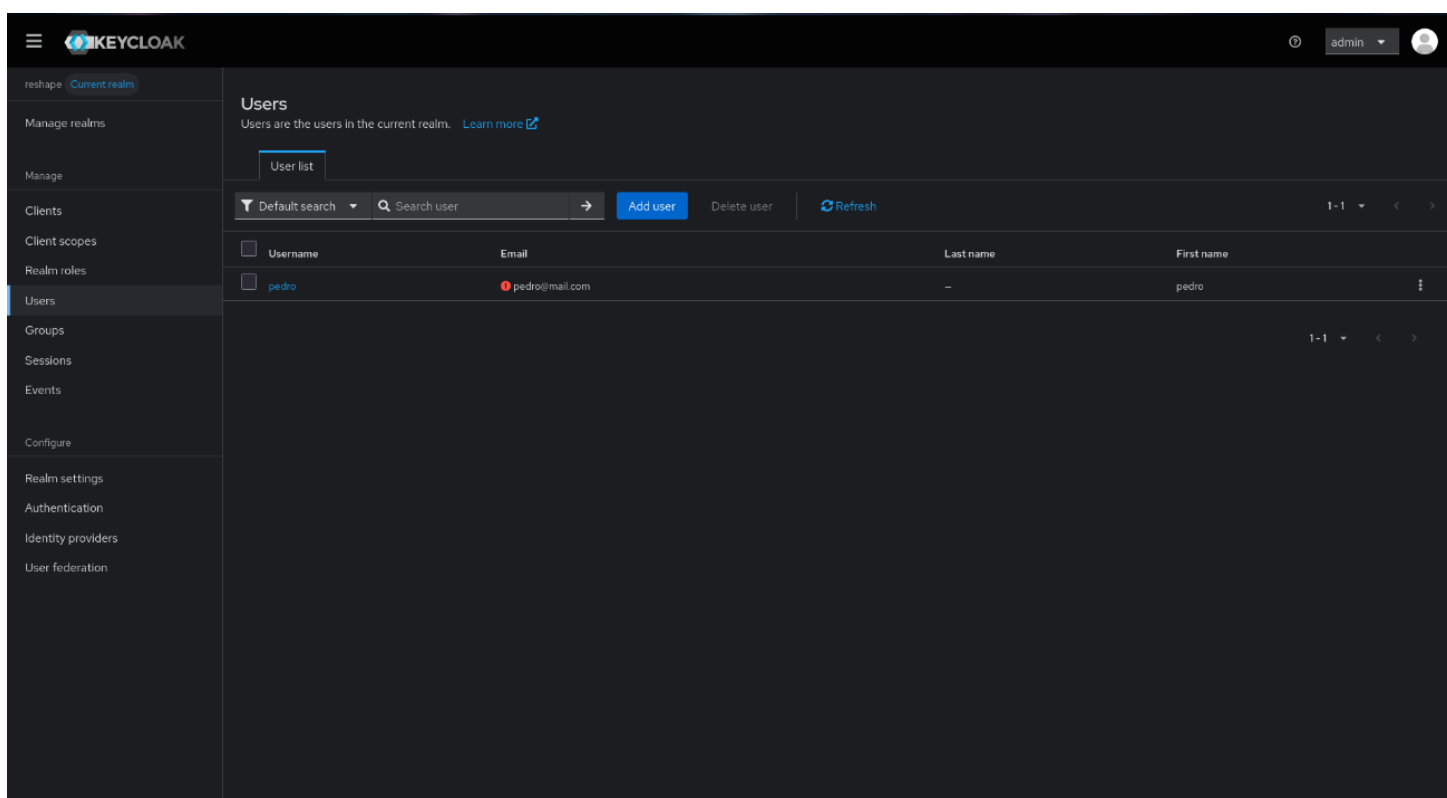 KEYCLOAK
admin
reshape Current realm
Manage realms
Manage
Clients
Client scopes
Realm roles
Users
Groups
Sessions
Events
Configure
Realm settings
Authentication
Identity providers
User federation
Users
Users are the users in the current realm. Learn more
User list
Default search Search user Add user Delete user Refresh 1-1
Username Email Last name First name
pedro pedro@mail.com – pedro
1-1